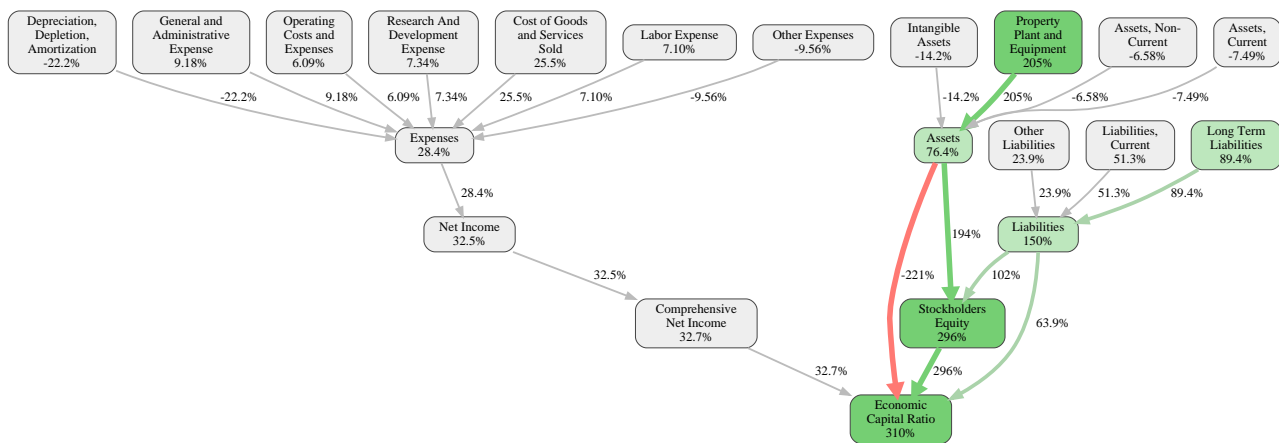 Depreciation,
Depletion,
Amortization
-22.2%
General and
Administrative
Expense
9.18%
Operating
Costs and
Expenses
6.09%
Research And
Development
Expense
7.34%
Cost of Goods
and Services
Sold
25.5%
Labor Expense
7.10%
Other Expenses
-9.56%
Intangible
Assets
-14.2%
Property
Plant and
Equipment
205%
Assets, Non-
Current
-6.58%
Assets,
Current
-7.49%
-22.2%
9.18%
6.09%
7.34%
25.5%
7.10%
-9.56%
-14.2%
205%
-6.58%
-7.49%
Expenses
28.4%
Assets
76.4%
Other
Liabilities
23.9%
Liabilities,
Current
51.3%
Long Term
Liabilities
89.4%
28.4%
23.9%
51.3%
89.4%
Net Income
32.5%
194%
Liabilities
150%
32.5%
-221%
102%
Comprehensive
Net Income
32.7%
Stockholders
Equity
296%
63.9%
32.7%
296%
Economic
Capital Ratio
310%